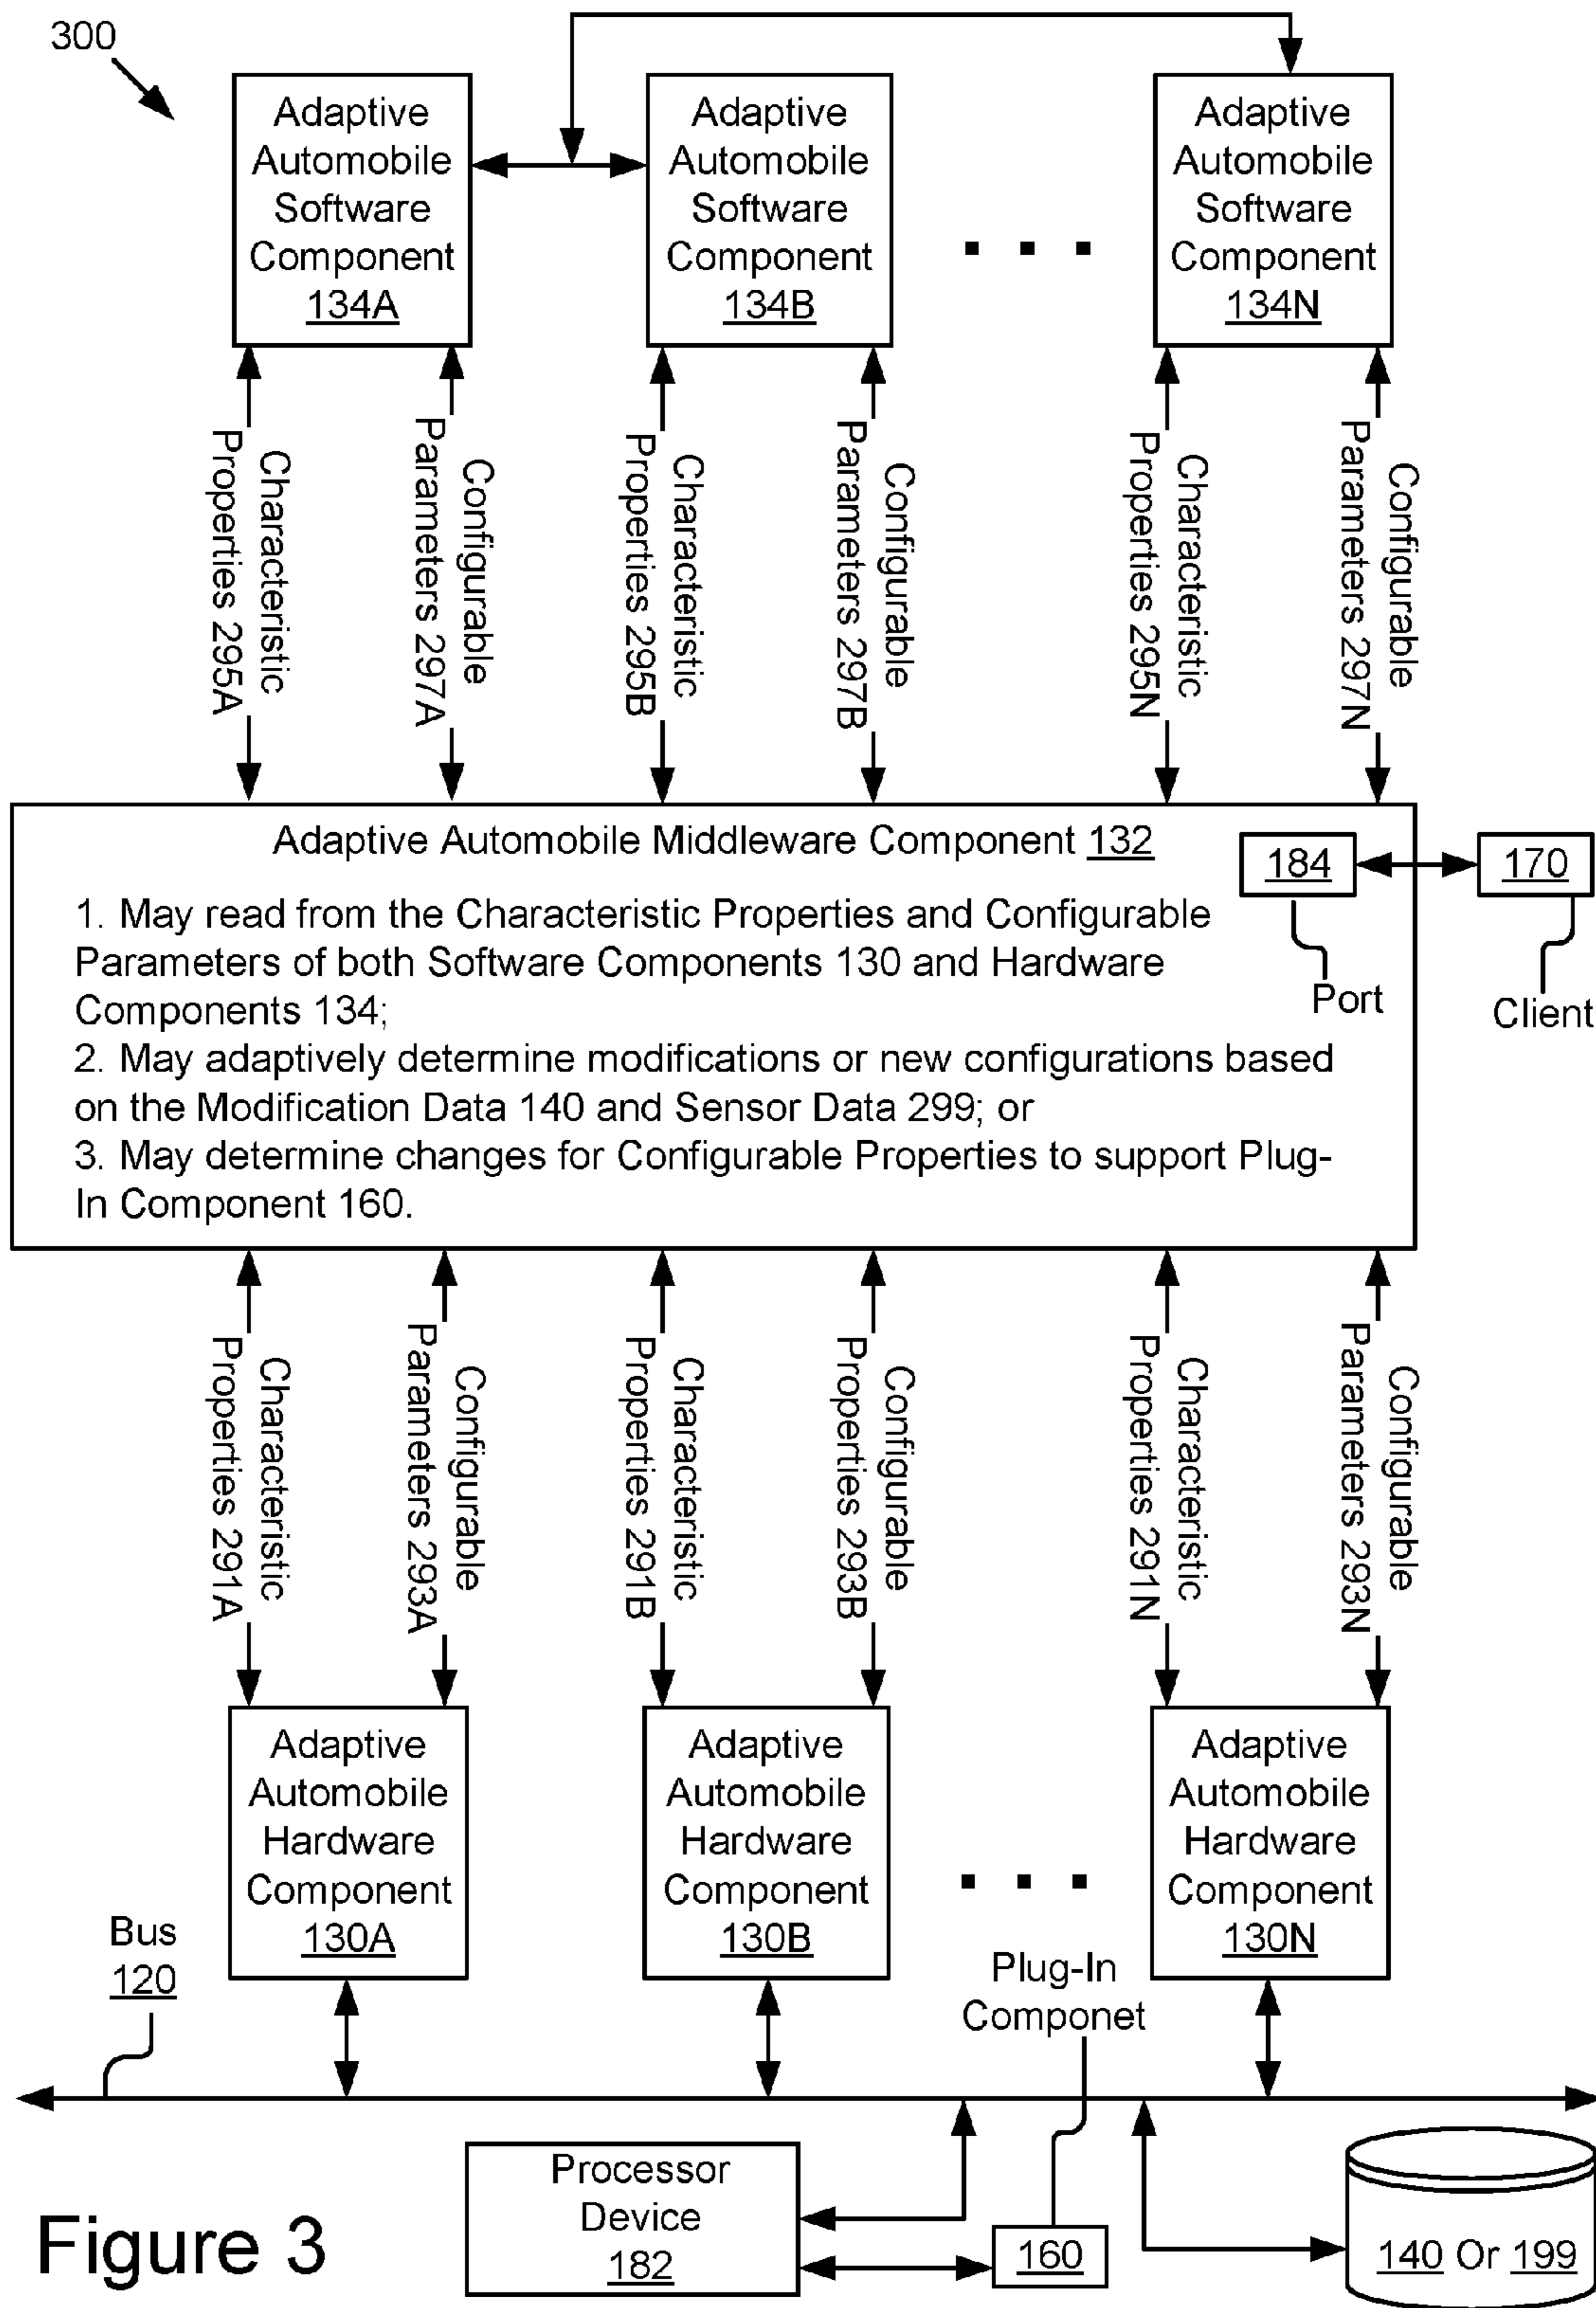 300
Adaptive
Automobile
Software
Component
134A
Adaptive
Automobile
Software
Component
134B
Adaptive
Automobile
Software
Component
134N
Characteristic
Properties 295A
Configurable
Parameters 297A
Characteristic
Properties 295B
Configurable
Parameters 297B
Characteristic
Properties 295N
Configurable
Parameters 297N
Adaptive Automobile Middleware Component 132
1. May read from the Characteristic Properties and Configurable
Parameters of both Software Components 130 and Hardware
Components 134;
2. May adaptively determine modifications or new configurations based
on the Modification Data 140 and Sensor Data 299; or
3. May determine changes for Configurable Properties to support Plug-
In Component 160.
184
Port
170
Client
Characteristic
Properties 291A
Configurable
Parameters 293A
Characteristic
Properties 291B
Configurable
Properties 293B
Characteristic
Properties 291N
Configurable
Parameters 293N
Adaptive
Automobile
Hardware
Component
130A
Adaptive
Automobile
Hardware
Component
130B
Adaptive
Automobile
Hardware
Component
130N
Bus
120
Plug-In
Componet
Processor
Device
182
160
140 Or 199
Figure 3